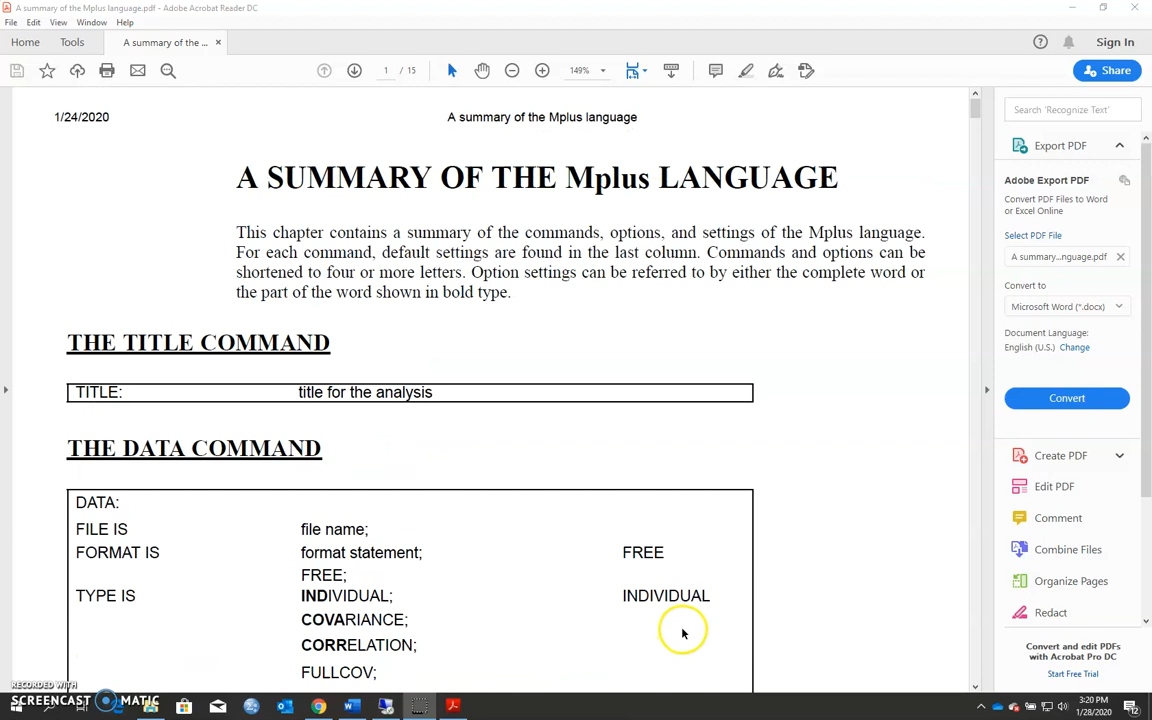 A summary of the Mplus language.pdf - Adobe Acrobat Reader DC
File Edit View Window Help
Home Tools A summary of the ... × Sign In
1 / 15 149% Share
1/24/2020 A summary of the Mplus language
A SUMMARY OF THE Mplus LANGUAGE
This chapter contains a summary of the commands, options, and settings of the Mplus language.
For each command, default settings are found in the last column. Commands and options can be
shortened to four or more letters. Option settings can be referred to by either the complete word or
the part of the word shown in bold type.
THE TITLE COMMAND
TITLE: title for the analysis
THE DATA COMMAND
DATA:
FILE IS file name;
FORMAT IS format statement; FREE
FREE;
TYPE IS INDIVIDUAL; INDIVIDUAL
COVARIANCE;
CORRELATION;
FULLCOV;
Search 'Recognize Text'
Export PDF
Adobe Export PDF
Convert PDF Files to Word
or Excel Online
Select PDF File
A summary...nguage.pdf ×
Convert to
Microsoft Word (*.docx)
Document Language:
English (U.S.) Change
Convert
Create PDF
Edit PDF
Comment
Combine Files
Organize Pages
Redact
Convert and edit PDFs
with Acrobat Pro DC
Start Free Trial
RECORDED WITH
SCREENCAST MATIC
3:20 PM
1/28/2020
12